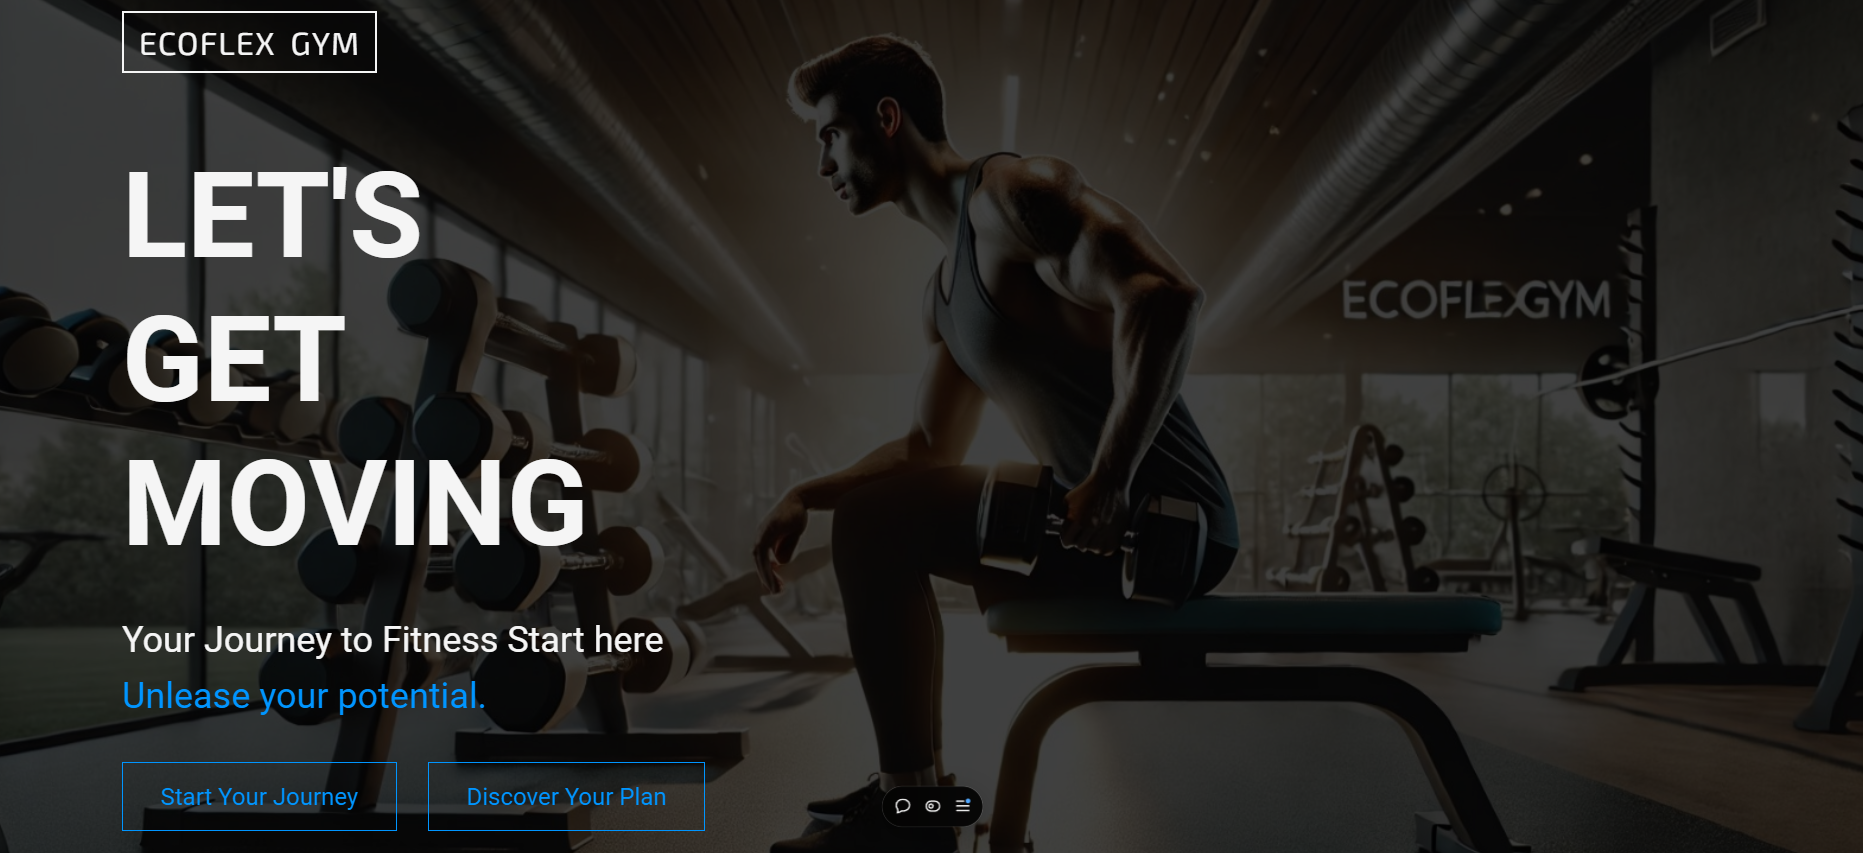 ECOFLEX GYM
LET'S
GET
MOVING
ECOFLEXGYM
Your Journey to Fitness Start here
Unlease your potential.
Start Your Journey
Discover Your Plan